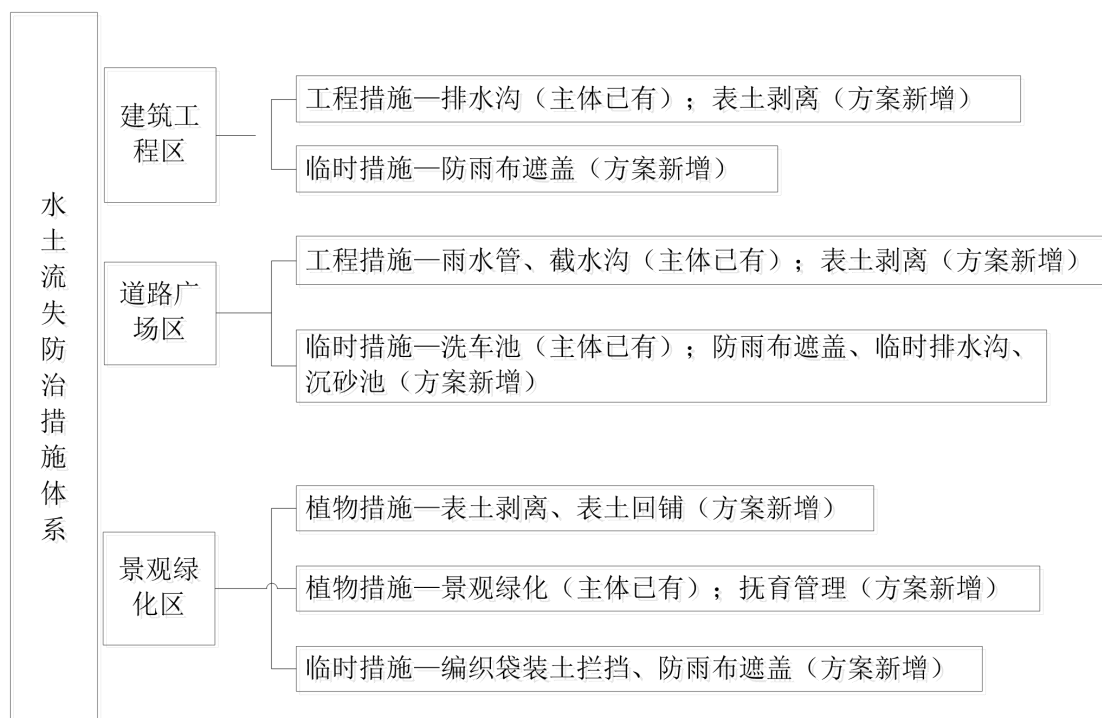 水土流失防治措施体系
建筑工
程区
工程措施—排水沟（主体已有）；表土剥离（方案新增）
临时措施—防雨布遮盖（方案新增）
道路广
场区
工程措施—雨水管、截水沟（主体已有）；表土剥离（方案新增）
临时措施—洗车池（主体已有）；防雨布遮盖、临时排水沟、
沉砂池（方案新增）
景观绿
化区
植物措施—表土剥离、表土回铺（方案新增）
植物措施—景观绿化（主体已有）；抚育管理（方案新增）
临时措施—编织袋装土拦挡、防雨布遮盖（方案新增）